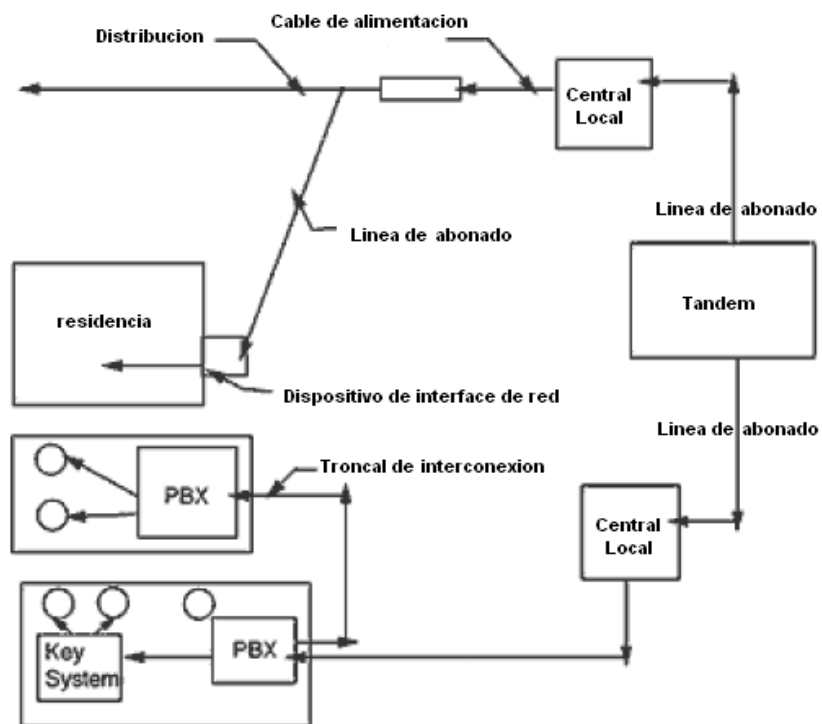 Cable de alimentacion
Distribucion
Central
Local
Linea de abonado
Linea de abonado
Tandem
residencia
Dispositivo de interface de red
Linea de abonado
Troncal de interconexion
PBX
Central
Local
PBX
Key
System